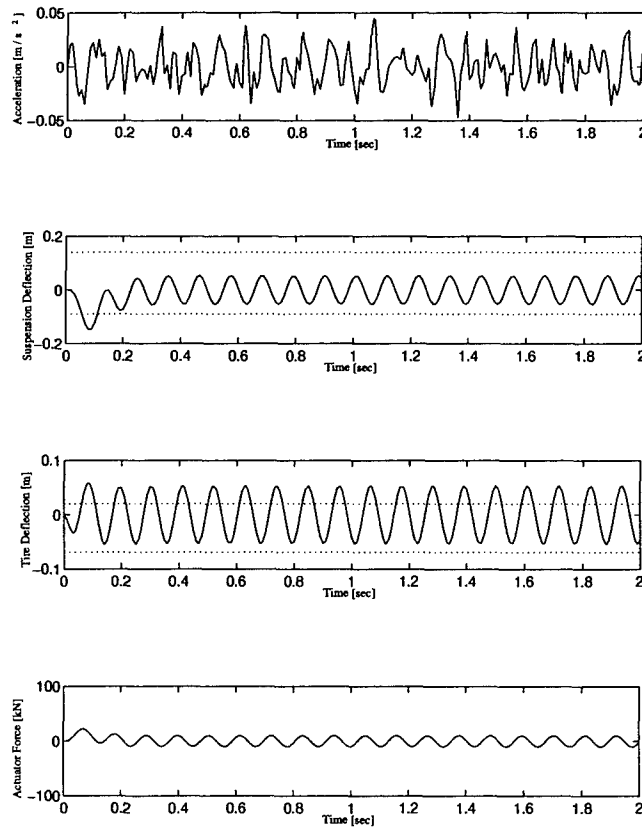 0.05
0
−0.05
Acceleration [m / s ²]
0 0.2 0.4 0.6 0.8 1 1.2 1.4 1.6 1.8 2
Time [sec]
0.2
0
−0.2
Suspension Deflection [m]
0 0.2 0.4 0.6 0.8 1 1.2 1.4 1.6 1.8 2
Time [sec]
0.1
0
−0.1
Tire Deflection [m]
0 0.2 0.4 0.6 0.8 1 1.2 1.4 1.6 1.8 2
Time [sec]
100
0
−100
Actuator Force [kN]
0 0.2 0.4 0.6 0.8 1 1.2 1.4 1.6 1.8 2
Time [sec]